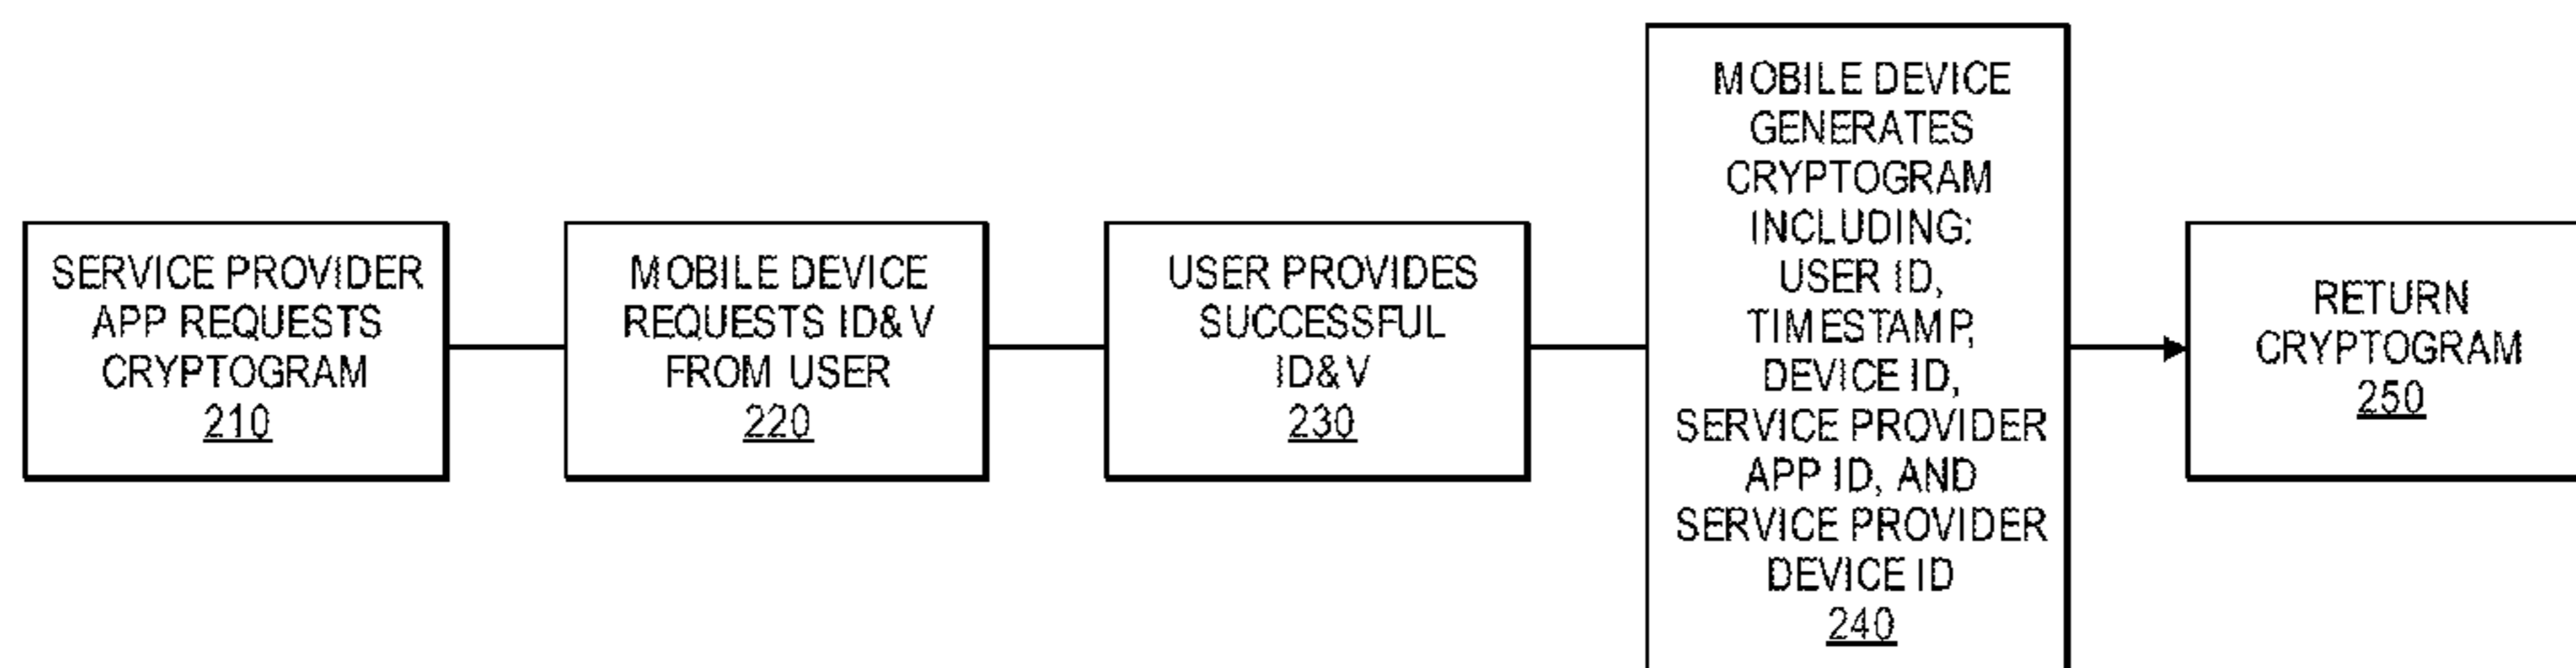 SERVICE PROVIDER
APP REQUESTS
CRYPTOGRAM
210
MOBILE DEVICE
REQUESTS ID&V
FROM USER
220
USER PROVIDES
SUCCESSFUL
ID&V
230
MOBILE DEVICE
GENERATES
CRYPTOGRAM
INCLUDING:
USER ID,
TIMESTAMP,
DEVICE ID,
SERVICE PROVIDER
APP ID, AND
SERVICE PROVIDER
DEVICE ID
240
RETURN
CRYPTOGRAM
250